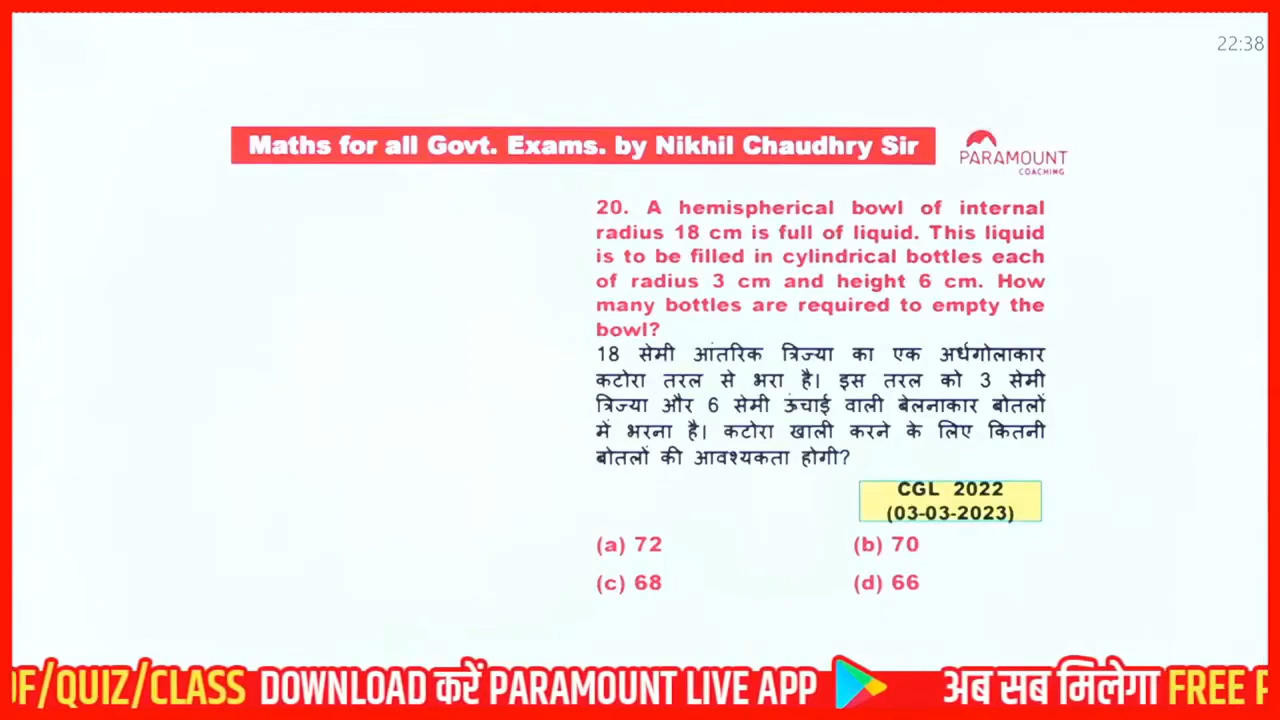 22:38
Maths for all Govt. Exams. by Nikhil Chaudhry Sir
PARAMOUNT
COACHING
20. A hemispherical bowl of internal
radius 18 cm is full of liquid. This liquid
is to be filled in cylindrical bottles each
of radius 3 cm and height 6 cm. How
many bottles are required to empty the
bowl?
18 सेमी आंतरिक त्रिज्या का एक अर्धगोलाकार
कटोरा तरल से भरा है। इस तरल को 3 सेमी
त्रिज्या और 6 सेमी ऊंचाई वाली बेलनाकार बोतलों
में भरना है। कटोरा खाली करने के लिए कितनी
बोतलों की आवश्यकता होगी?
CGL 2022
(03-03-2023)
(a) 72 (b) 70
(c) 68 (d) 66
DF/QUIZ/CLASS DOWNLOAD करें PARAMOUNT LIVE APP अब सब मिलेगा FREE P